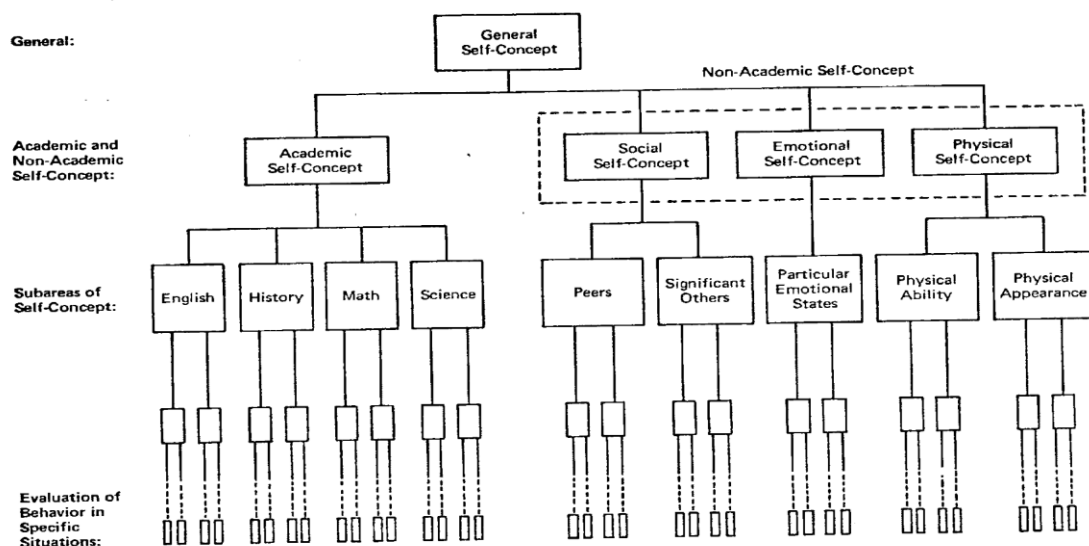 General:
General
Self-Concept
Non-Academic Self-Concept
Academic and
Non-Academic
Self-Concept:
Academic
Self-Concept
Social
Self-Concept
Emotional
Self-Concept
Physical
Self-Concept
Subareas of
Self-Concept:
English
History
Math
Science
Peers
Significant
Others
Particular
Emotional
States
Physical
Ability
Physical
Appearance
Evaluation of
Behavior in
Specific
Situations: